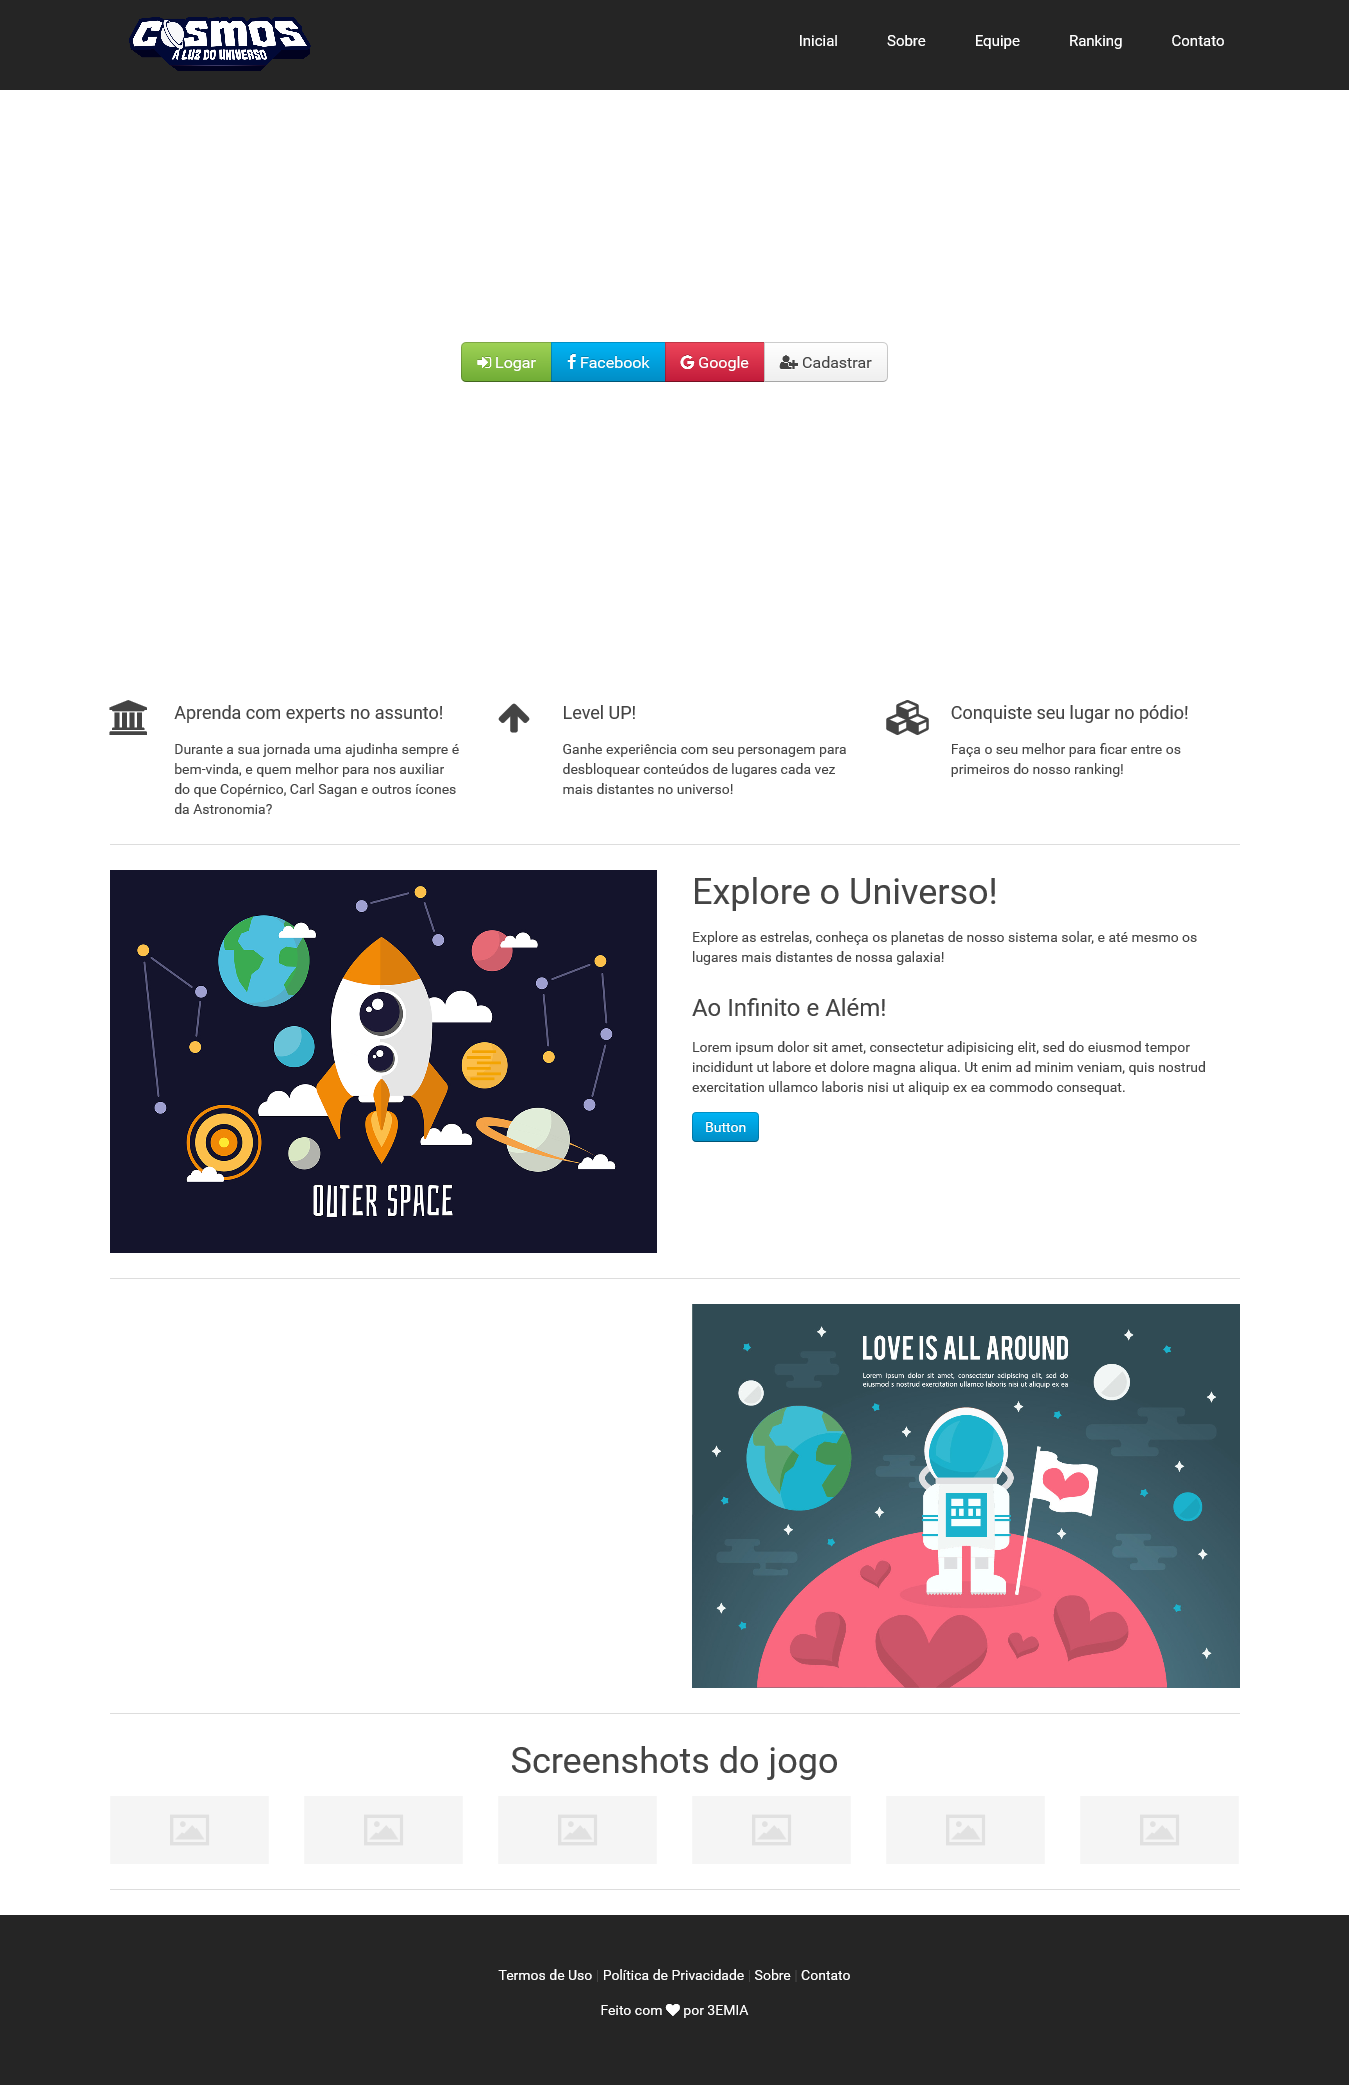 COSMOS
A LUZ DO UNIVERSO
Inicial Sobre Equipe Ranking Contato
Logar Facebook Google Cadastrar
Aprenda com experts no assunto!
Durante a sua jornada uma ajudinha sempre é
bem-vinda, e quem melhor para nos auxiliar
do que Copérnico, Carl Sagan e outros ícones
da Astronomia?
Level UP!
Ganhe experiência com seu personagem para
desbloquear conteúdos de lugares cada vez
mais distantes no universo!
Conquiste seu lugar no pódio!
Faça o seu melhor para ficar entre os
primeiros do nosso ranking!
OUTER SPACE
Explore o Universo!
Explore as estrelas, conheça os planetas de nosso sistema solar, e até mesmo os
lugares mais distantes de nossa galaxia!
Ao Infinito e Além!
Lorem ipsum dolor sit amet, consectetur adipisicing elit, sed do eiusmod tempor
incididunt ut labore et dolore magna aliqua. Ut enim ad minim veniam, quis nostrud
exercitation ullamco laboris nisi ut aliquip ex ea commodo consequat.
Button
LOVE IS ALL AROUND
Lorem ipsum dolor sit amet, consectetur adipiscing elit, sed do
eiusmod s nostrud exercitation ullamco laboris nisi ut aliquip ex ea
Screenshots do jogo
Termos de Uso | Política de Privacidade | Sobre | Contato
Feito com ♥ por 3EMIA